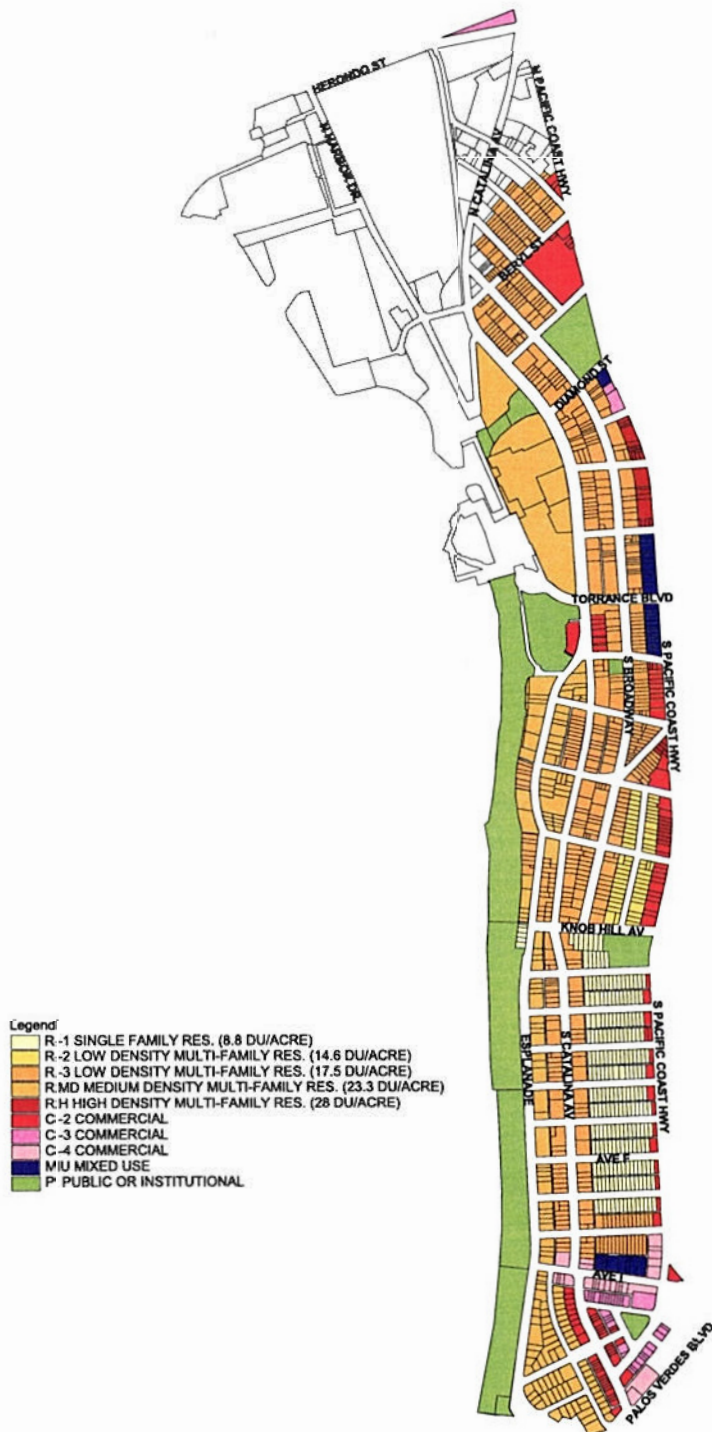 HERONDO ST
N HARBOR DR.
N CATALINA AV
N PACIFIC COAST HWY
BERYL ST
DIAMOND ST
TORRANCE BLVD
S BROADWAY
S PACIFIC COAST HWY
KNOB HILL AV
ESPLANADE
S CATALINA AV
S PACIFIC COAST HWY
AVE F
AVE I
PALOS VERDES BLVD
Legend
R-1 SINGLE FAMILY RES. (8.8 DU/ACRE)
R-2 LOW DENSITY MULTI-FAMILY RES. (14.6 DU/ACRE)
R-3 LOW DENSITY MULTI-FAMILY RES. (17.5 DU/ACRE)
RMD MEDIUM DENSITY MULTI-FAMILY RES. (23.3 DU/ACRE)
RH HIGH DENSITY MULTI-FAMILY RES. (28 DU/ACRE)
C-2 COMMERCIAL
C-3 COMMERCIAL
C-4 COMMERCIAL
MU MIXED USE
P PUBLIC OR INSTITUTIONAL